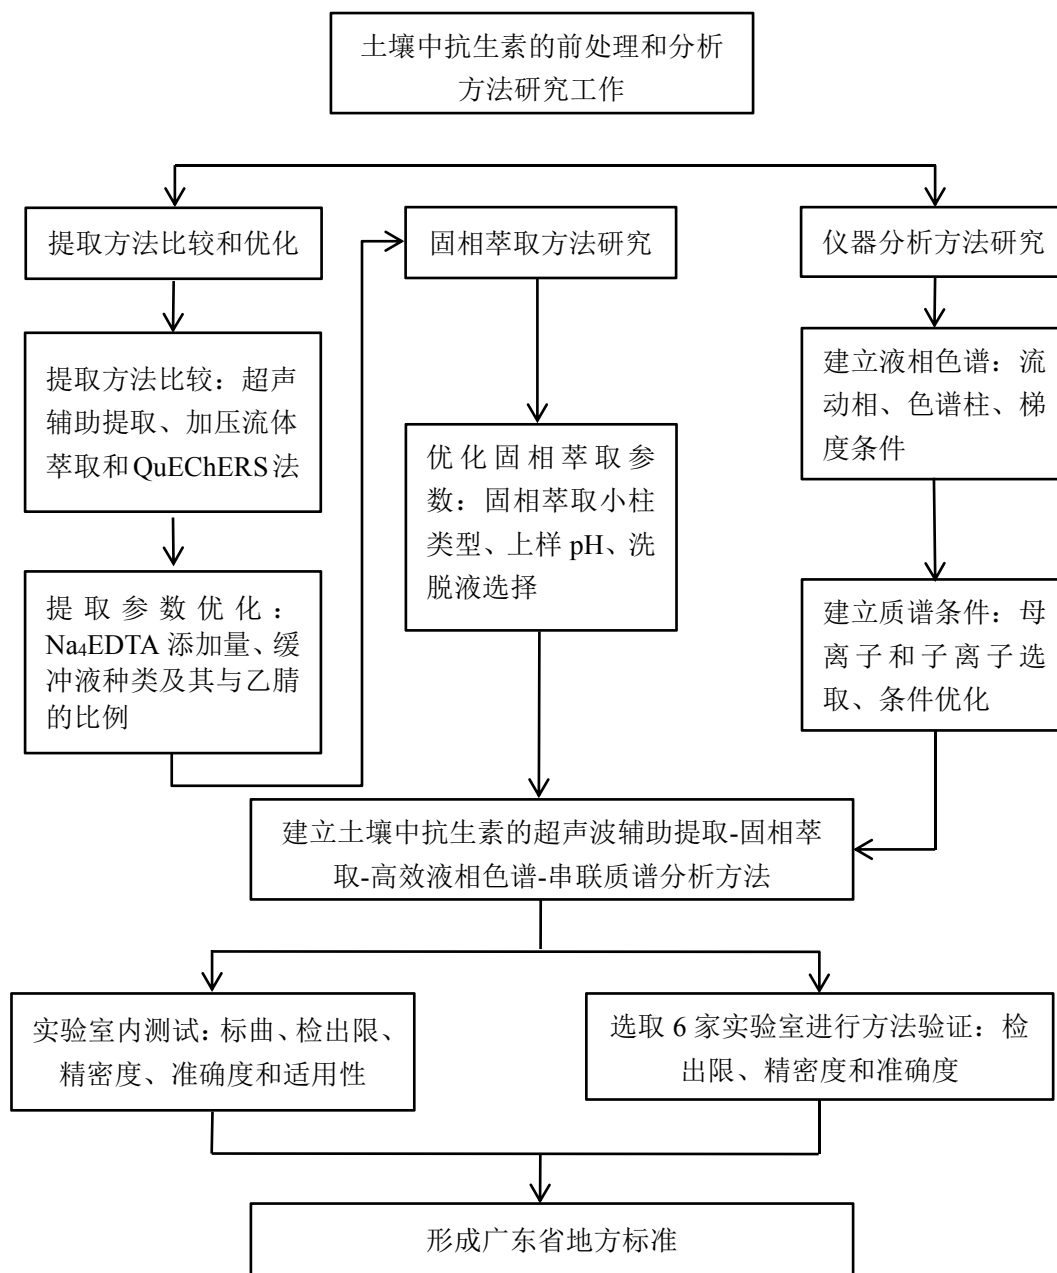 土壤中抗生素的前处理和分析
方法研究工作
提取方法比较和优化
固相萃取方法研究
仪器分析方法研究
提取方法比较：超声
辅助提取、加压流体
萃取和QuEChERS法
建立液相色谱：流
动相、色谱柱、梯
度条件
优化固相萃取参
数：固相萃取小柱
类型、上样 pH、洗
脱液选择
提取参数优化：
Na₄EDTA 添加量、缓
冲液种类及其与乙腈
的比例
建立质谱条件：母
离子和子离子选
取、条件优化
建立土壤中抗生素的超声波辅助提取-固相萃
取-高效液相色谱-串联质谱分析方法
实验室内测试：标曲、检出限、
精密度、准确度和适用性
选取 6 家实验室进行方法验证：检
出限、精密度和准确度
形成广东省地方标准